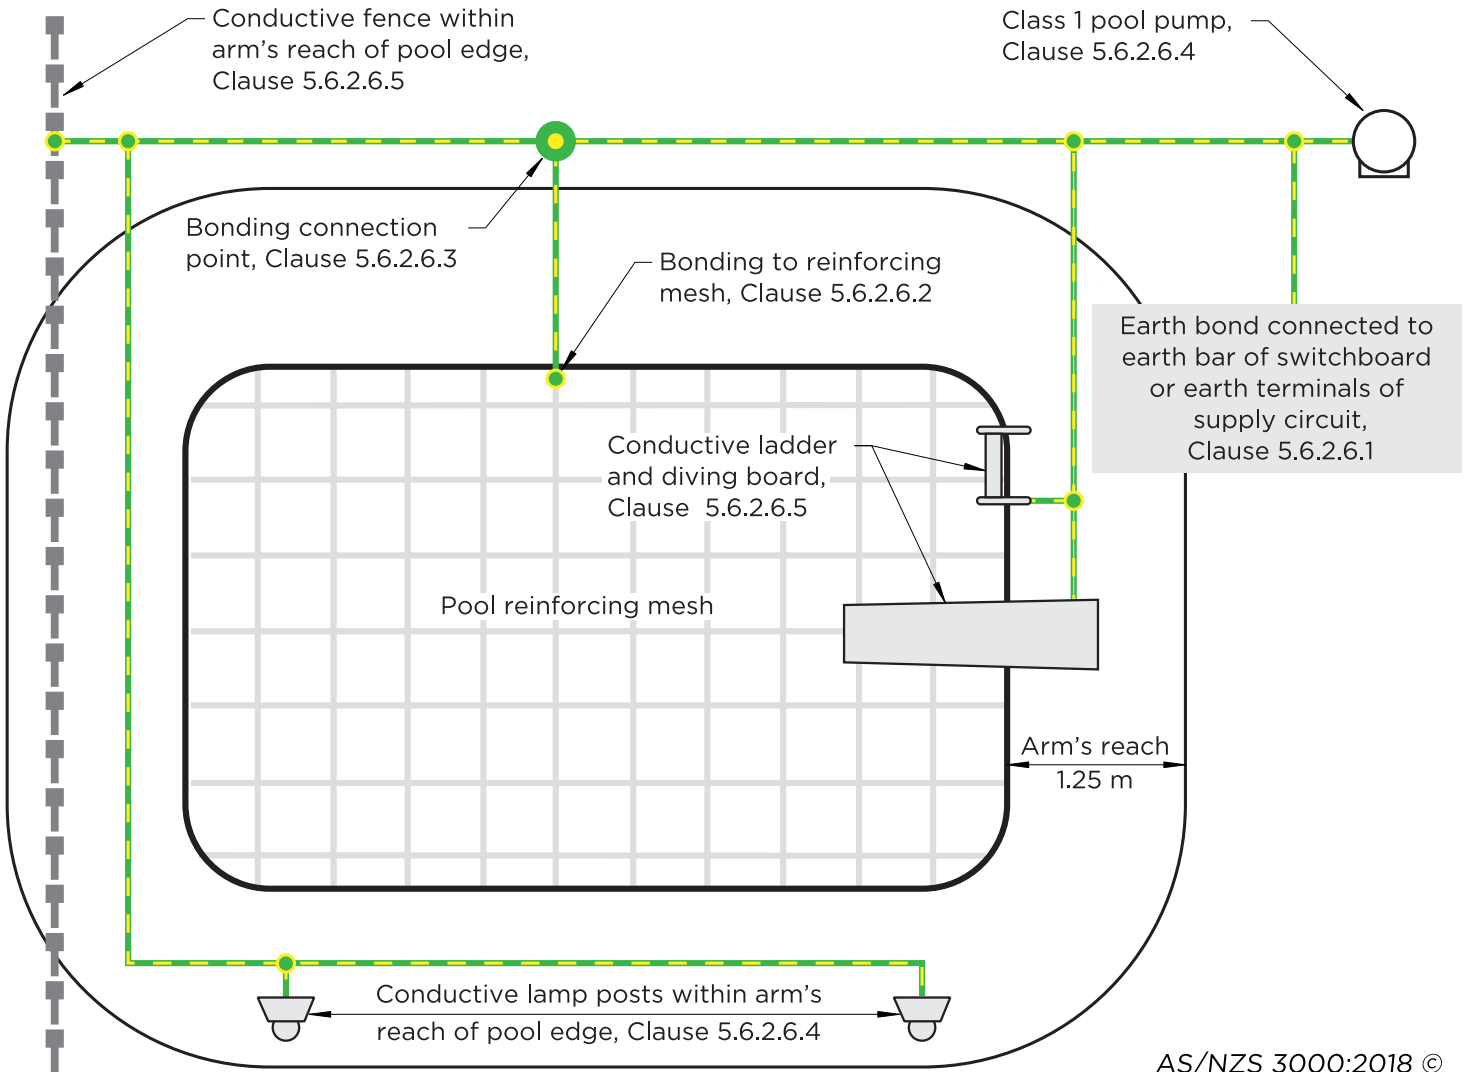 Conductive fence within
arm's reach of pool edge,
Clause 5.6.2.6.5
Class 1 pool pump,
Clause 5.6.2.6.4
Bonding connection
point, Clause 5.6.2.6.3
Bonding to reinforcing
mesh, Clause 5.6.2.6.2
Earth bond connected to
earth bar of switchboard
or earth terminals of
supply circuit,
Clause 5.6.2.6.1
Conductive ladder
and diving board,
Clause 5.6.2.6.5
Pool reinforcing mesh
Arm's reach
1.25 m
Conductive lamp posts within arm's
reach of pool edge, Clause 5.6.2.6.4
AS/NZS 3000:2018 ©